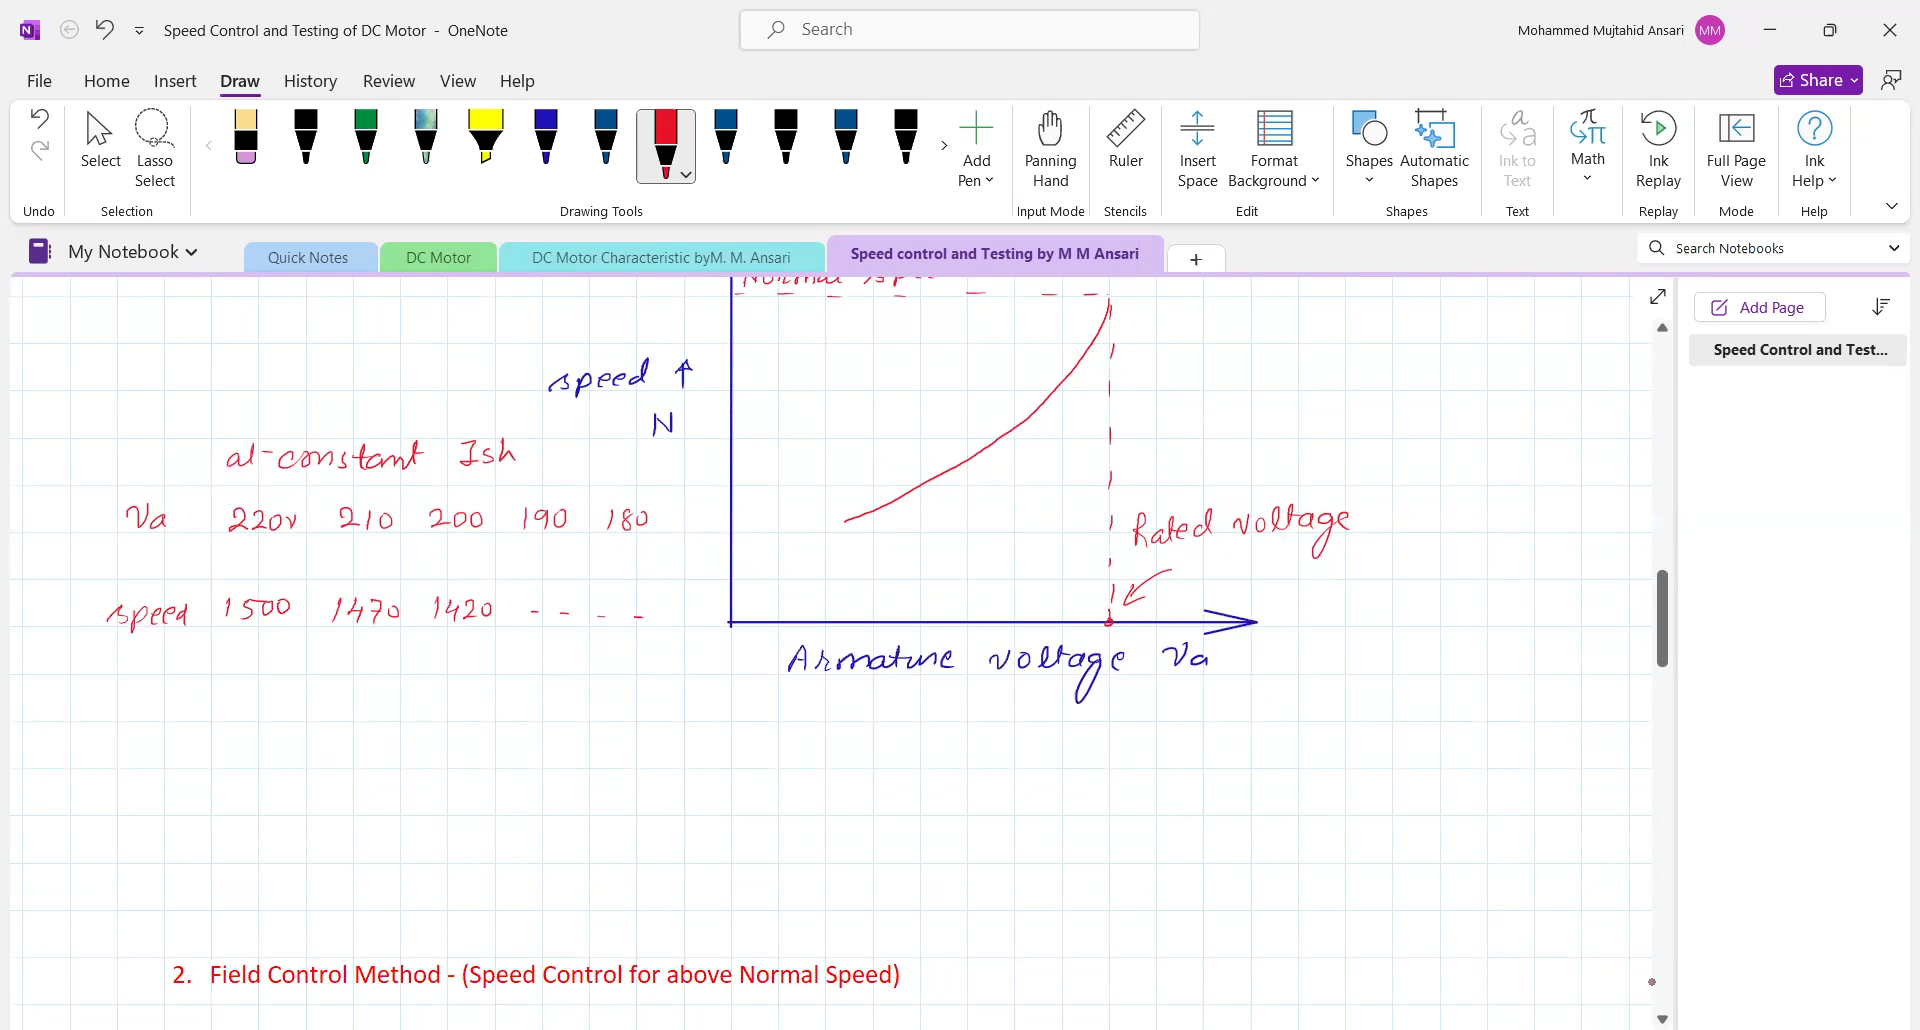 Speed Control and Testing of DC Motor - OneNote
Search
Mohammed Mujtahid Ansari
MM
File Home Insert Draw History Review View Help
Share
Select
Lasso Select
Add Pen
Panning Hand
Ruler
Insert Space
Format Background
Shapes
Automatic Shapes
Ink to Text
Math
Ink Replay
Full Page View
Ink Help
Undo Selection Drawing Tools Input Mode Stencils Edit Shapes Text Replay Mode Help
My Notebook
Quick Notes
DC Motor
DC Motor Characteristic byM. M. Ansari
Speed control and Testing by M M Ansari
+
Search Notebooks
Add Page
Speed Control and Test...
Normal
speed ↑
N
at-constant Ish
Va 220v 210 200 190 180
speed 1500 1470 1420 - - - -
Rated voltage
Armature voltage Va
2. Field Control Method - (Speed Control for above Normal Speed)